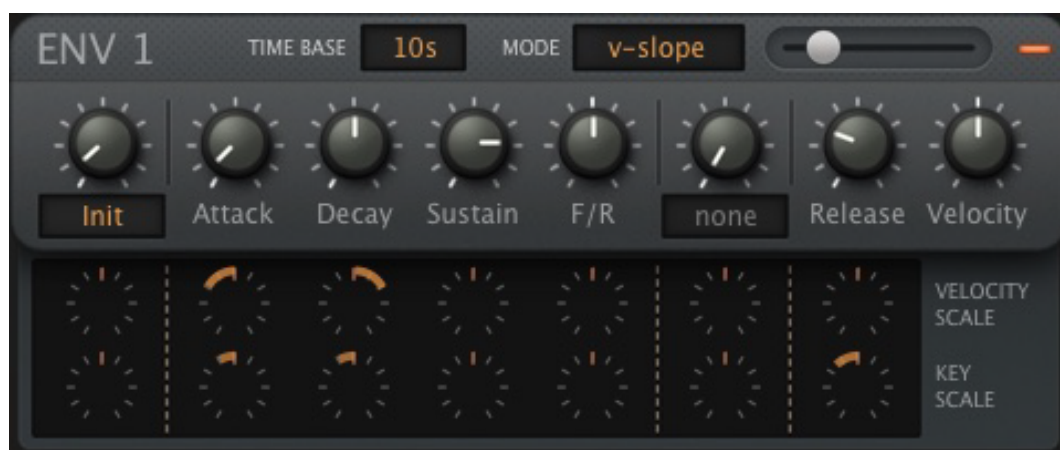 ENV 1 TIME BASE 10s MODE v-slope
Init Attack Decay Sustain F/R none Release Velocity
VELOCITY
SCALE
KEY
SCALE